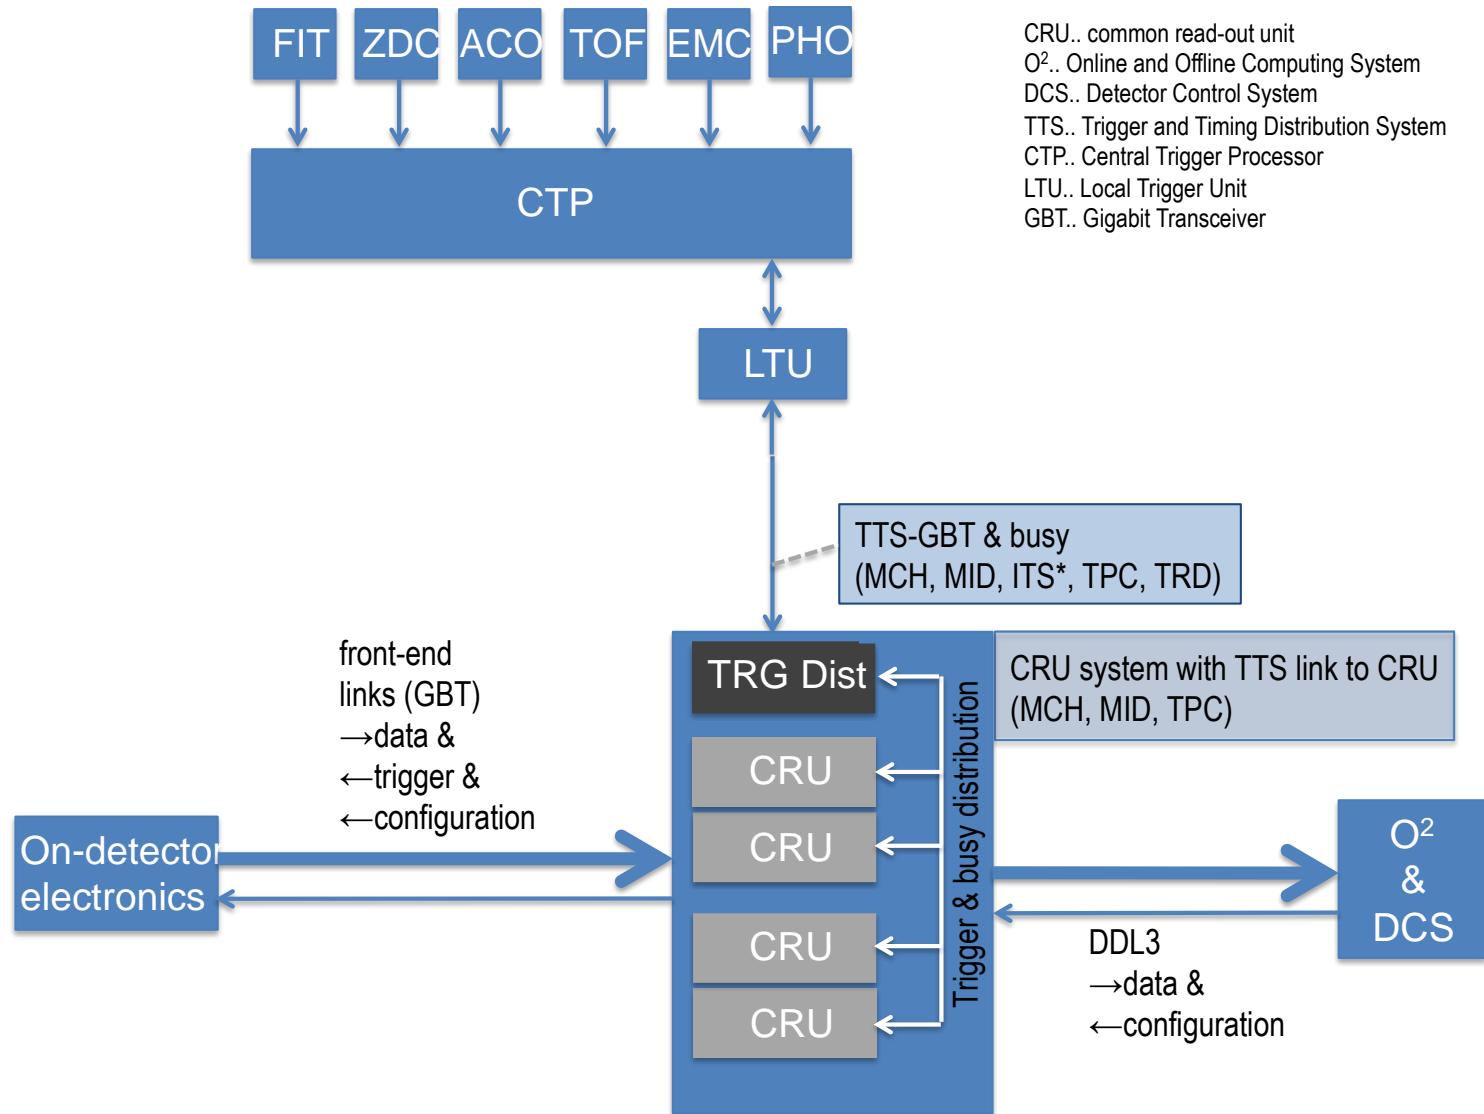 FIT ZDC ACO TOF EMC PHO
CRU.. common read-out unit
O².. Online and Offline Computing System
DCS.. Detector Control System
TTS.. Trigger and Timing Distribution System
CTP.. Central Trigger Processor
LTU.. Local Trigger Unit
GBT.. Gigabit Transceiver
CTP
LTU
TTS-GBT & busy
(MCH, MID, ITS*, TPC, TRD)
front-end
links (GBT)
→data &
←trigger &
←configuration
TRG Dist
CRU
CRU
CRU
CRU
Trigger & busy distribution
CRU system with TTS link to CRU
(MCH, MID, TPC)
On-detector
electronics
O²
&
DCS
DDL3
→data &
←configuration